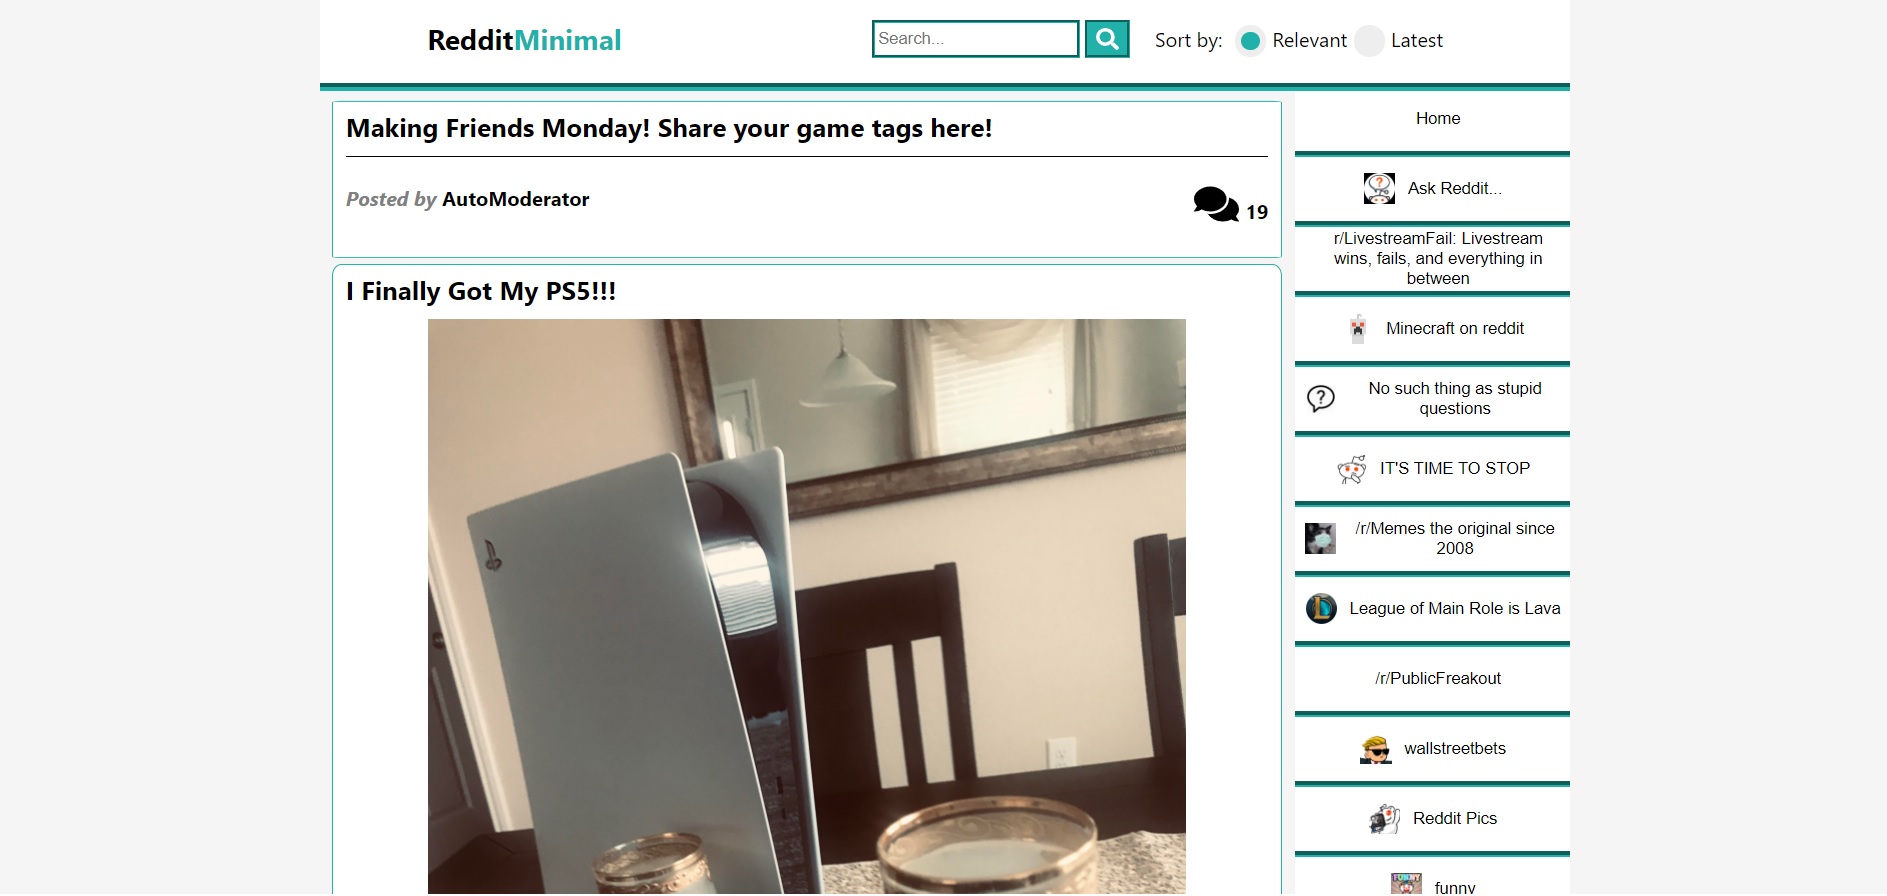 RedditMinimal
Search...
Sort by:
Relevant
Latest
Making Friends Monday! Share your game tags here!
Posted by AutoModerator
19
I Finally Got My PS5!!!
Home
Ask Reddit...
r/LivestreamFail: Livestream
wins, fails, and everything in
between
Minecraft on reddit
No such thing as stupid
questions
IT'S TIME TO STOP
/r/Memes the original since
2008
League of Main Role is Lava
/r/PublicFreakout
wallstreetbets
Reddit Pics
FUNNY
funny